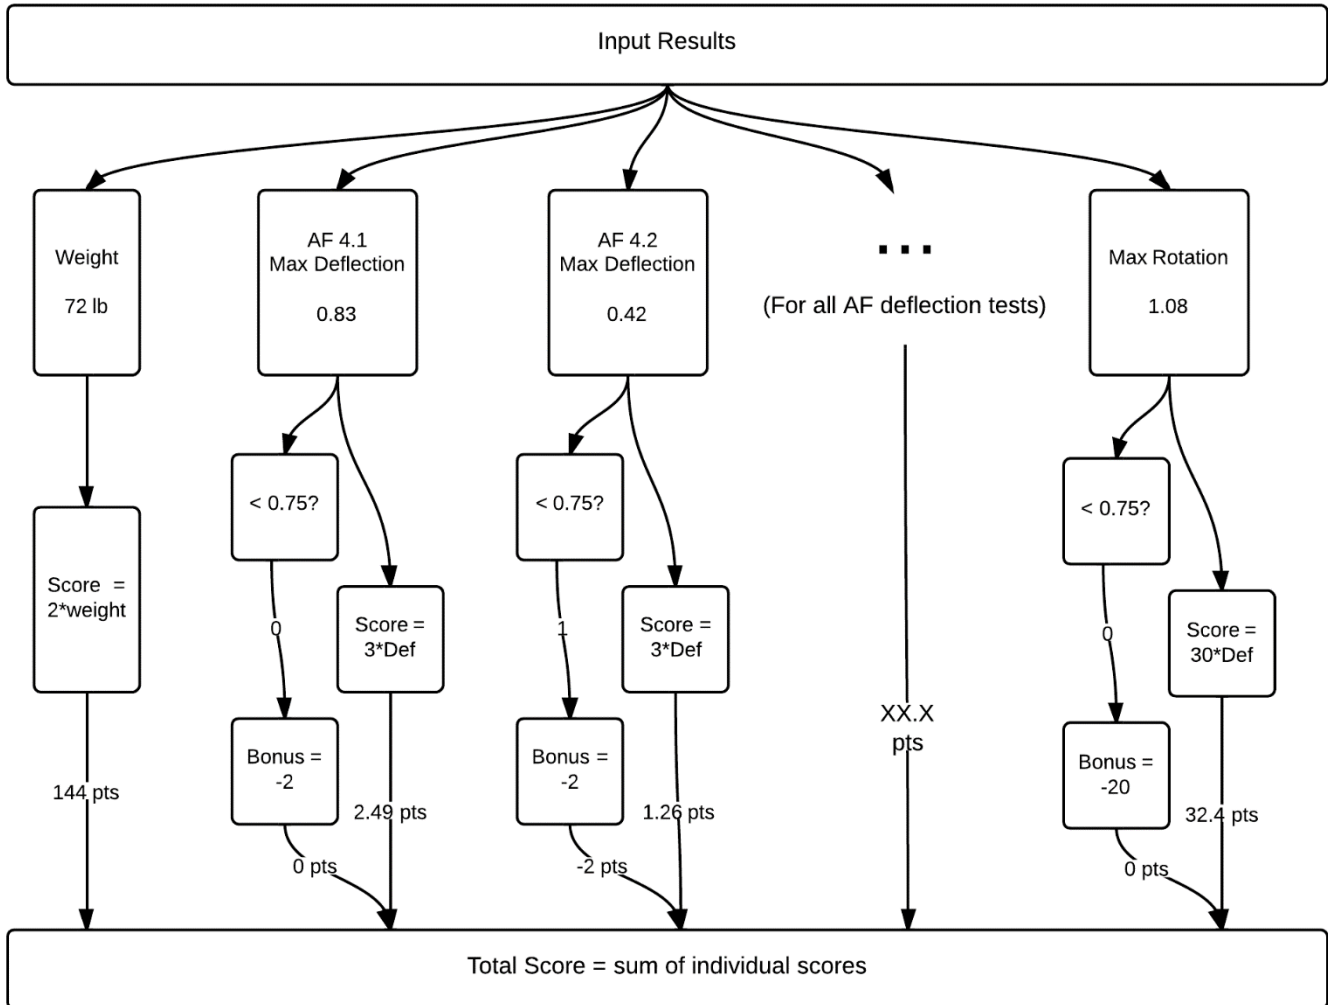 Input Results
Weight
72 lb
AF 4.1
Max Deflection
0.83
AF 4.2
Max Deflection
0.42
...
(For all AF deflection tests)
Max Rotation
1.08
< 0.75?
< 0.75?
< 0.75?
Score =
2*weight
0
Score =
3*Def
1
Score =
3*Def
0
Score =
30*Def
XX.X
pts
Bonus =
-2
Bonus =
-2
Bonus =
-20
144 pts
2.49 pts
1.26 pts
32.4 pts
0 pts
-2 pts
0 pts
Total Score = sum of individual scores